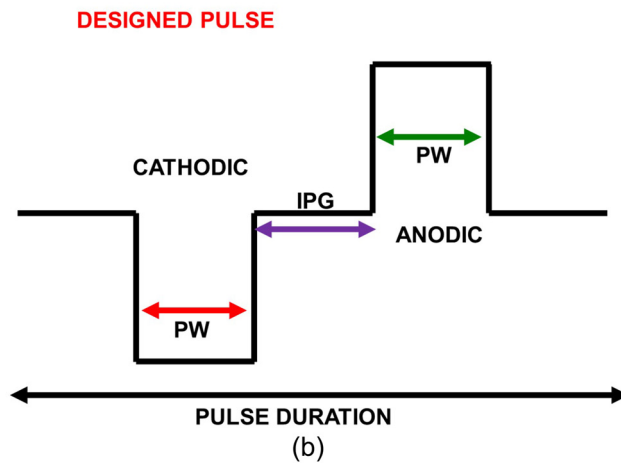 DESIGNED PULSE
PW
CATHODIC
IPG
ANODIC
PW
PULSE DURATION
(b)